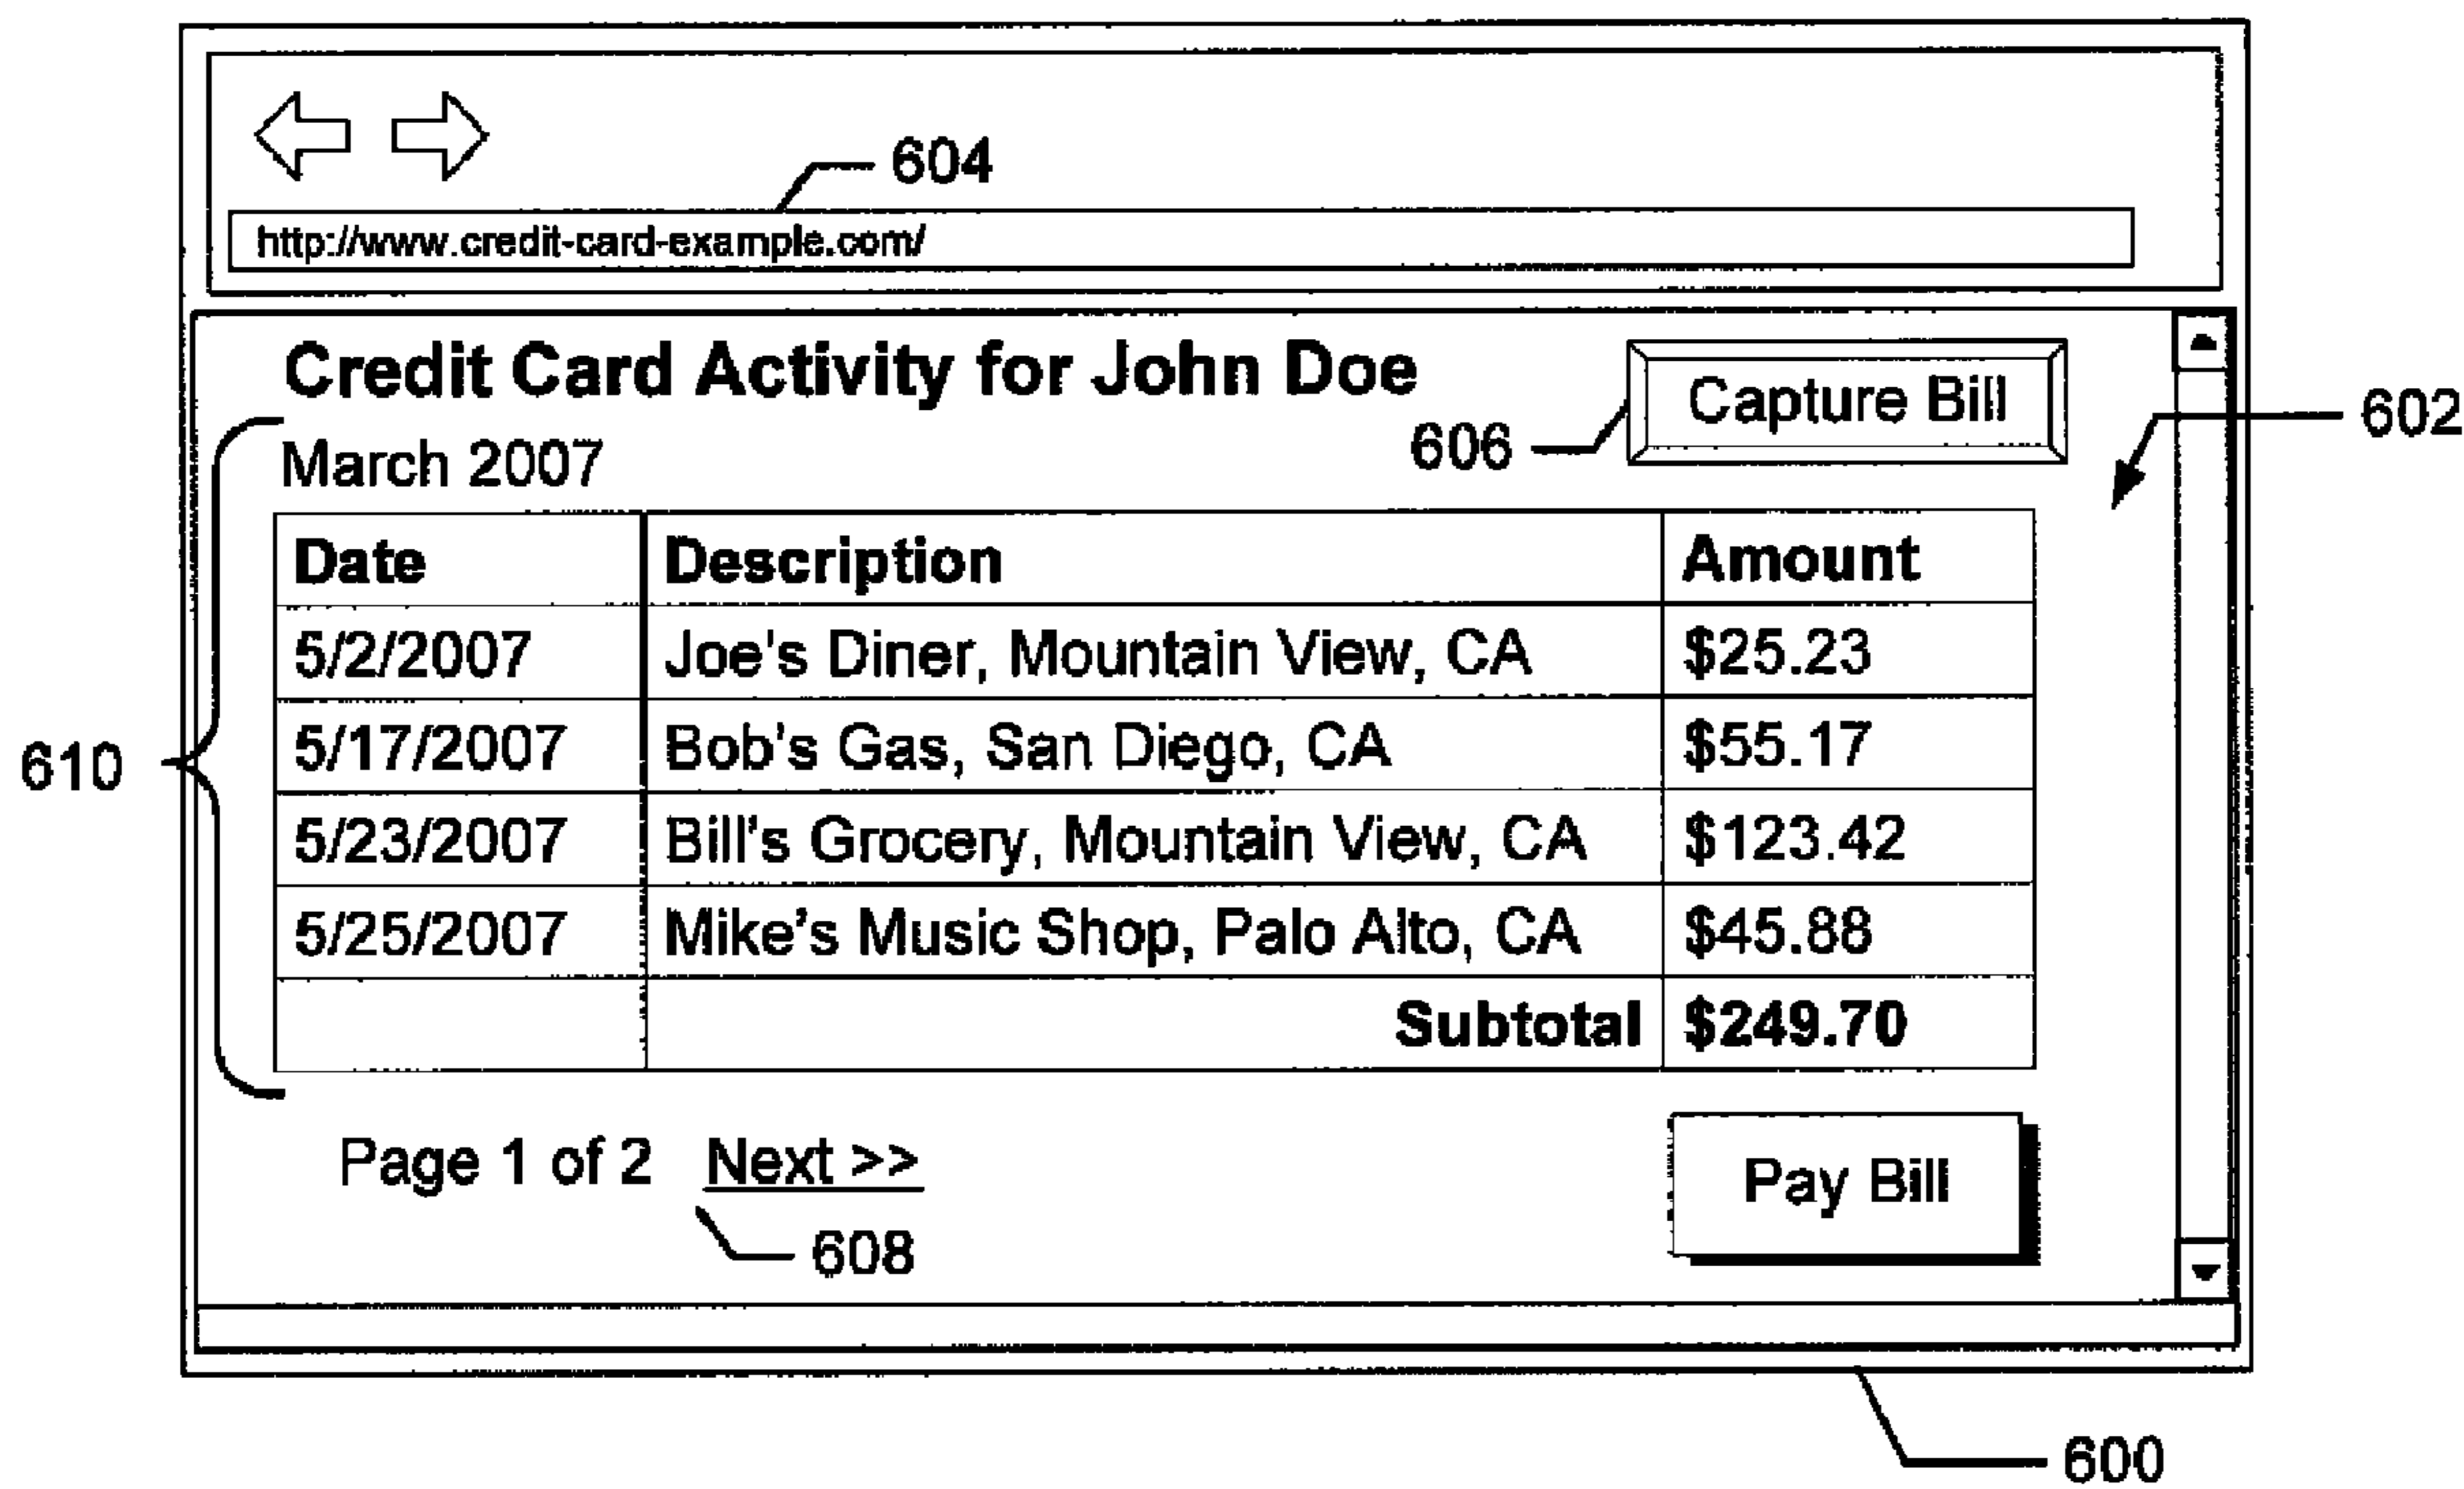 604
http://www.credit-card-example.com/
Credit Card Activity for John Doe
Capture Bill
606
602
March 2007
Date Description Amount
5/2/2007 Joe's Diner, Mountain View, CA $25.23
5/17/2007 Bob's Gas, San Diego, CA $55.17
610
5/23/2007 Bill's Grocery, Mountain View, CA $123.42
5/25/2007 Mike's Music Shop, Palo Alto, CA $45.88
Subtotal $249.70
Page 1 of 2 Next >>
Pay Bill
608
600